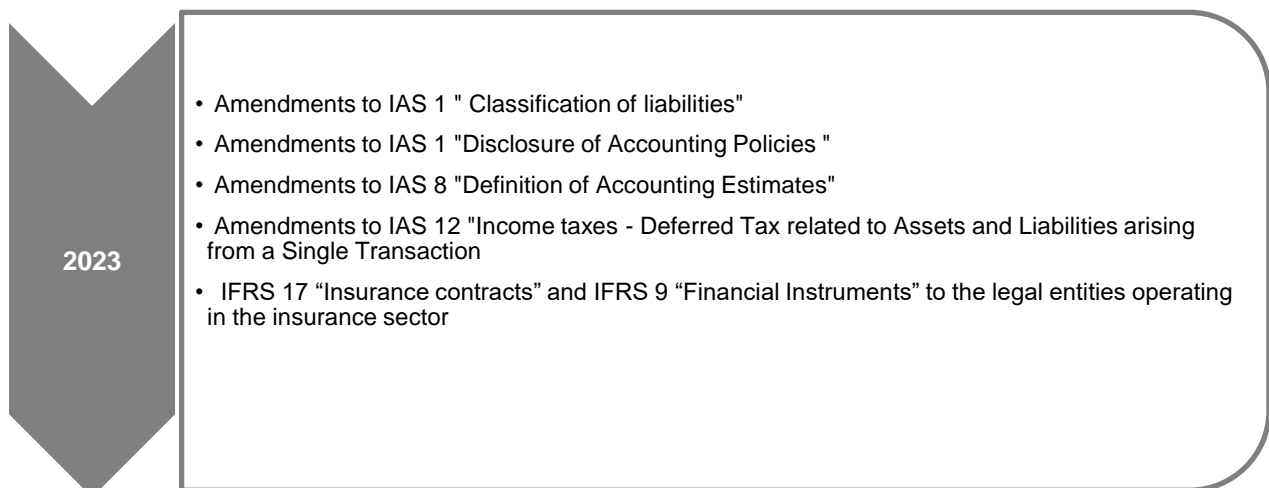 2023
• Amendments to IAS 1 " Classification of liabilities"
• Amendments to IAS 1 "Disclosure of Accounting Policies "
• Amendments to IAS 8 "Definition of Accounting Estimates"
• Amendments to IAS 12 "Income taxes - Deferred Tax related to Assets and Liabilities arising
from a Single Transaction
• IFRS 17 “Insurance contracts” and IFRS 9 “Financial Instruments” to the legal entities operating
in the insurance sector